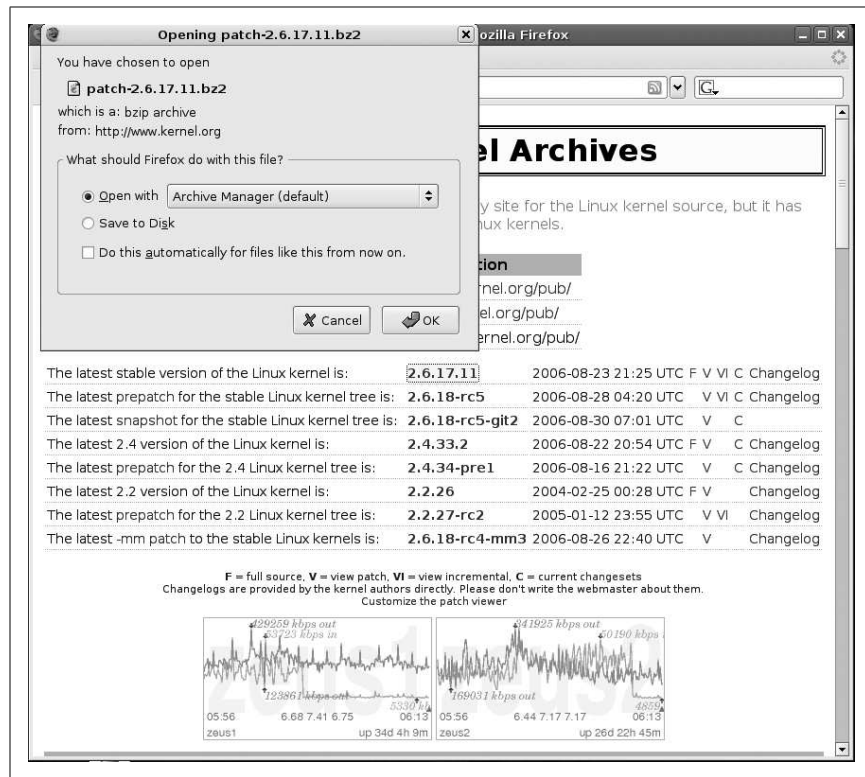 Opening patch-2.6.17.11.bz2
ozilla Firefox
You have chosen to open
patch-2.6.17.11.bz2
which is a: bzip archive
from: http://www.kernel.org
What should Firefox do with this file?
Open with Archive Manager (default)
Save to Disk
Do this automatically for files like this from now on.
Cancel OK
G
el Archives
y site for the Linux kernel source, but it has
nux kernels.
tion
rnel.org/pub/
el.org/pub/
ernel.org/pub/
The latest stable version of the Linux kernel is: 2.6.17.11 2006-08-23 21:25 UTC F V VI C Changelog
The latest prepatch for the stable Linux kernel tree is: 2.6.18-rc5 2006-08-28 04:20 UTC V VI C Changelog
The latest snapshot for the stable Linux kernel tree is: 2.6.18-rc5-git2 2006-08-30 07:01 UTC V C
The latest 2.4 version of the Linux kernel is: 2.4.33.2 2006-08-22 20:54 UTC F V C Changelog
The latest prepatch for the 2.4 Linux kernel tree is: 2.4.34-pre1 2006-08-16 21:22 UTC V C Changelog
The latest 2.2 version of the Linux kernel is: 2.2.26 2004-02-25 00:28 UTC F V Changelog
The latest prepatch for the 2.2 Linux kernel tree is: 2.2.27-rc2 2005-01-12 23:55 UTC V VI Changelog
The latest -mm patch to the stable Linux kernels is: 2.6.18-rc4-mm3 2006-08-26 22:40 UTC V Changelog
F = full source, V = view patch, VI = view incremental, C = current changesets
Changelogs are provided by the kernel authors directly. Please don't write the webmaster about them.
Customize the patch viewer
429259 kbps out
53723 kbps in
zeus1
123861 kbps out
5330 kb
05:56 6.68 7.41 6.75 06:13
zeus1 up 34d 4h 9m
341925 kbps out
50190 kbps
zeus2
169031 kbps out
4859
05:56 6.44 7.17 7.17 06:13
zeus2 up 26d 22h 45m